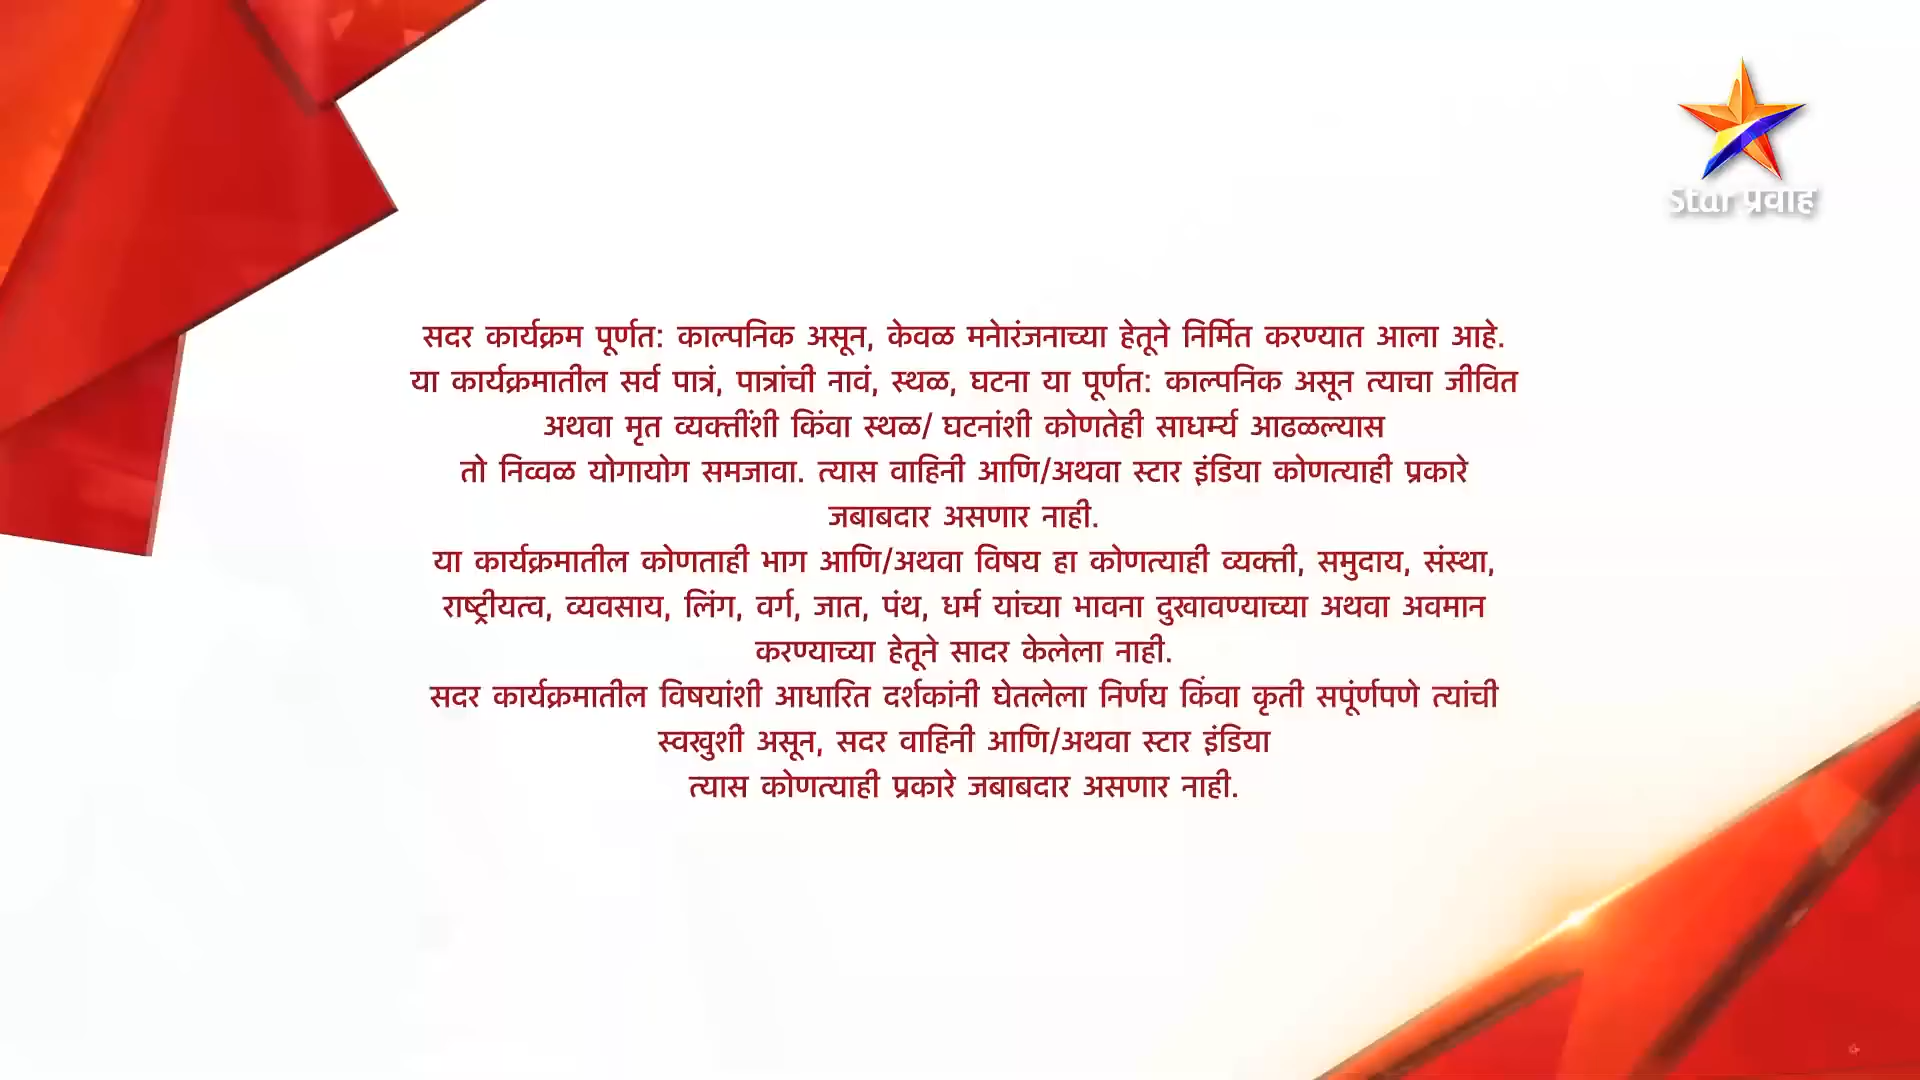 Star प्रवाह
सदर कार्यक्रम पूर्णत: काल्पनिक असून, केवळ मनोरंजनाच्या हेतूने निर्मित करण्यात आला आहे.
या कार्यक्रमातील सर्व पात्रं, पात्रांची नावं, स्थळ, घटना या पूर्णत: काल्पनिक असून त्याचा जीवित
अथवा मृत व्यक्तींशी किंवा स्थळ/ घटनांशी कोणतेही साधर्म्य आढळल्यास
तो निव्वळ योगायोग समजावा. त्यास वाहिनी आणि/अथवा स्टार इंडिया कोणत्याही प्रकारे
जबाबदार असणार नाही.
या कार्यक्रमातील कोणताही भाग आणि/अथवा विषय हा कोणत्याही व्यक्ती, समुदाय, संस्था,
राष्ट्रीयत्व, व्यवसाय, लिंग, वर्ग, जात, पंथ, धर्म यांच्या भावना दुखावण्याच्या अथवा अवमान
करण्याच्या हेतूने सादर केलेला नाही.
सदर कार्यक्रमातील विषयांशी आधारित दर्शकांनी घेतलेला निर्णय किंवा कृती सपूंर्णपणे त्यांची
स्वखुशी असून, सदर वाहिनी आणि/अथवा स्टार इंडिया
त्यास कोणत्याही प्रकारे जबाबदार असणार नाही.